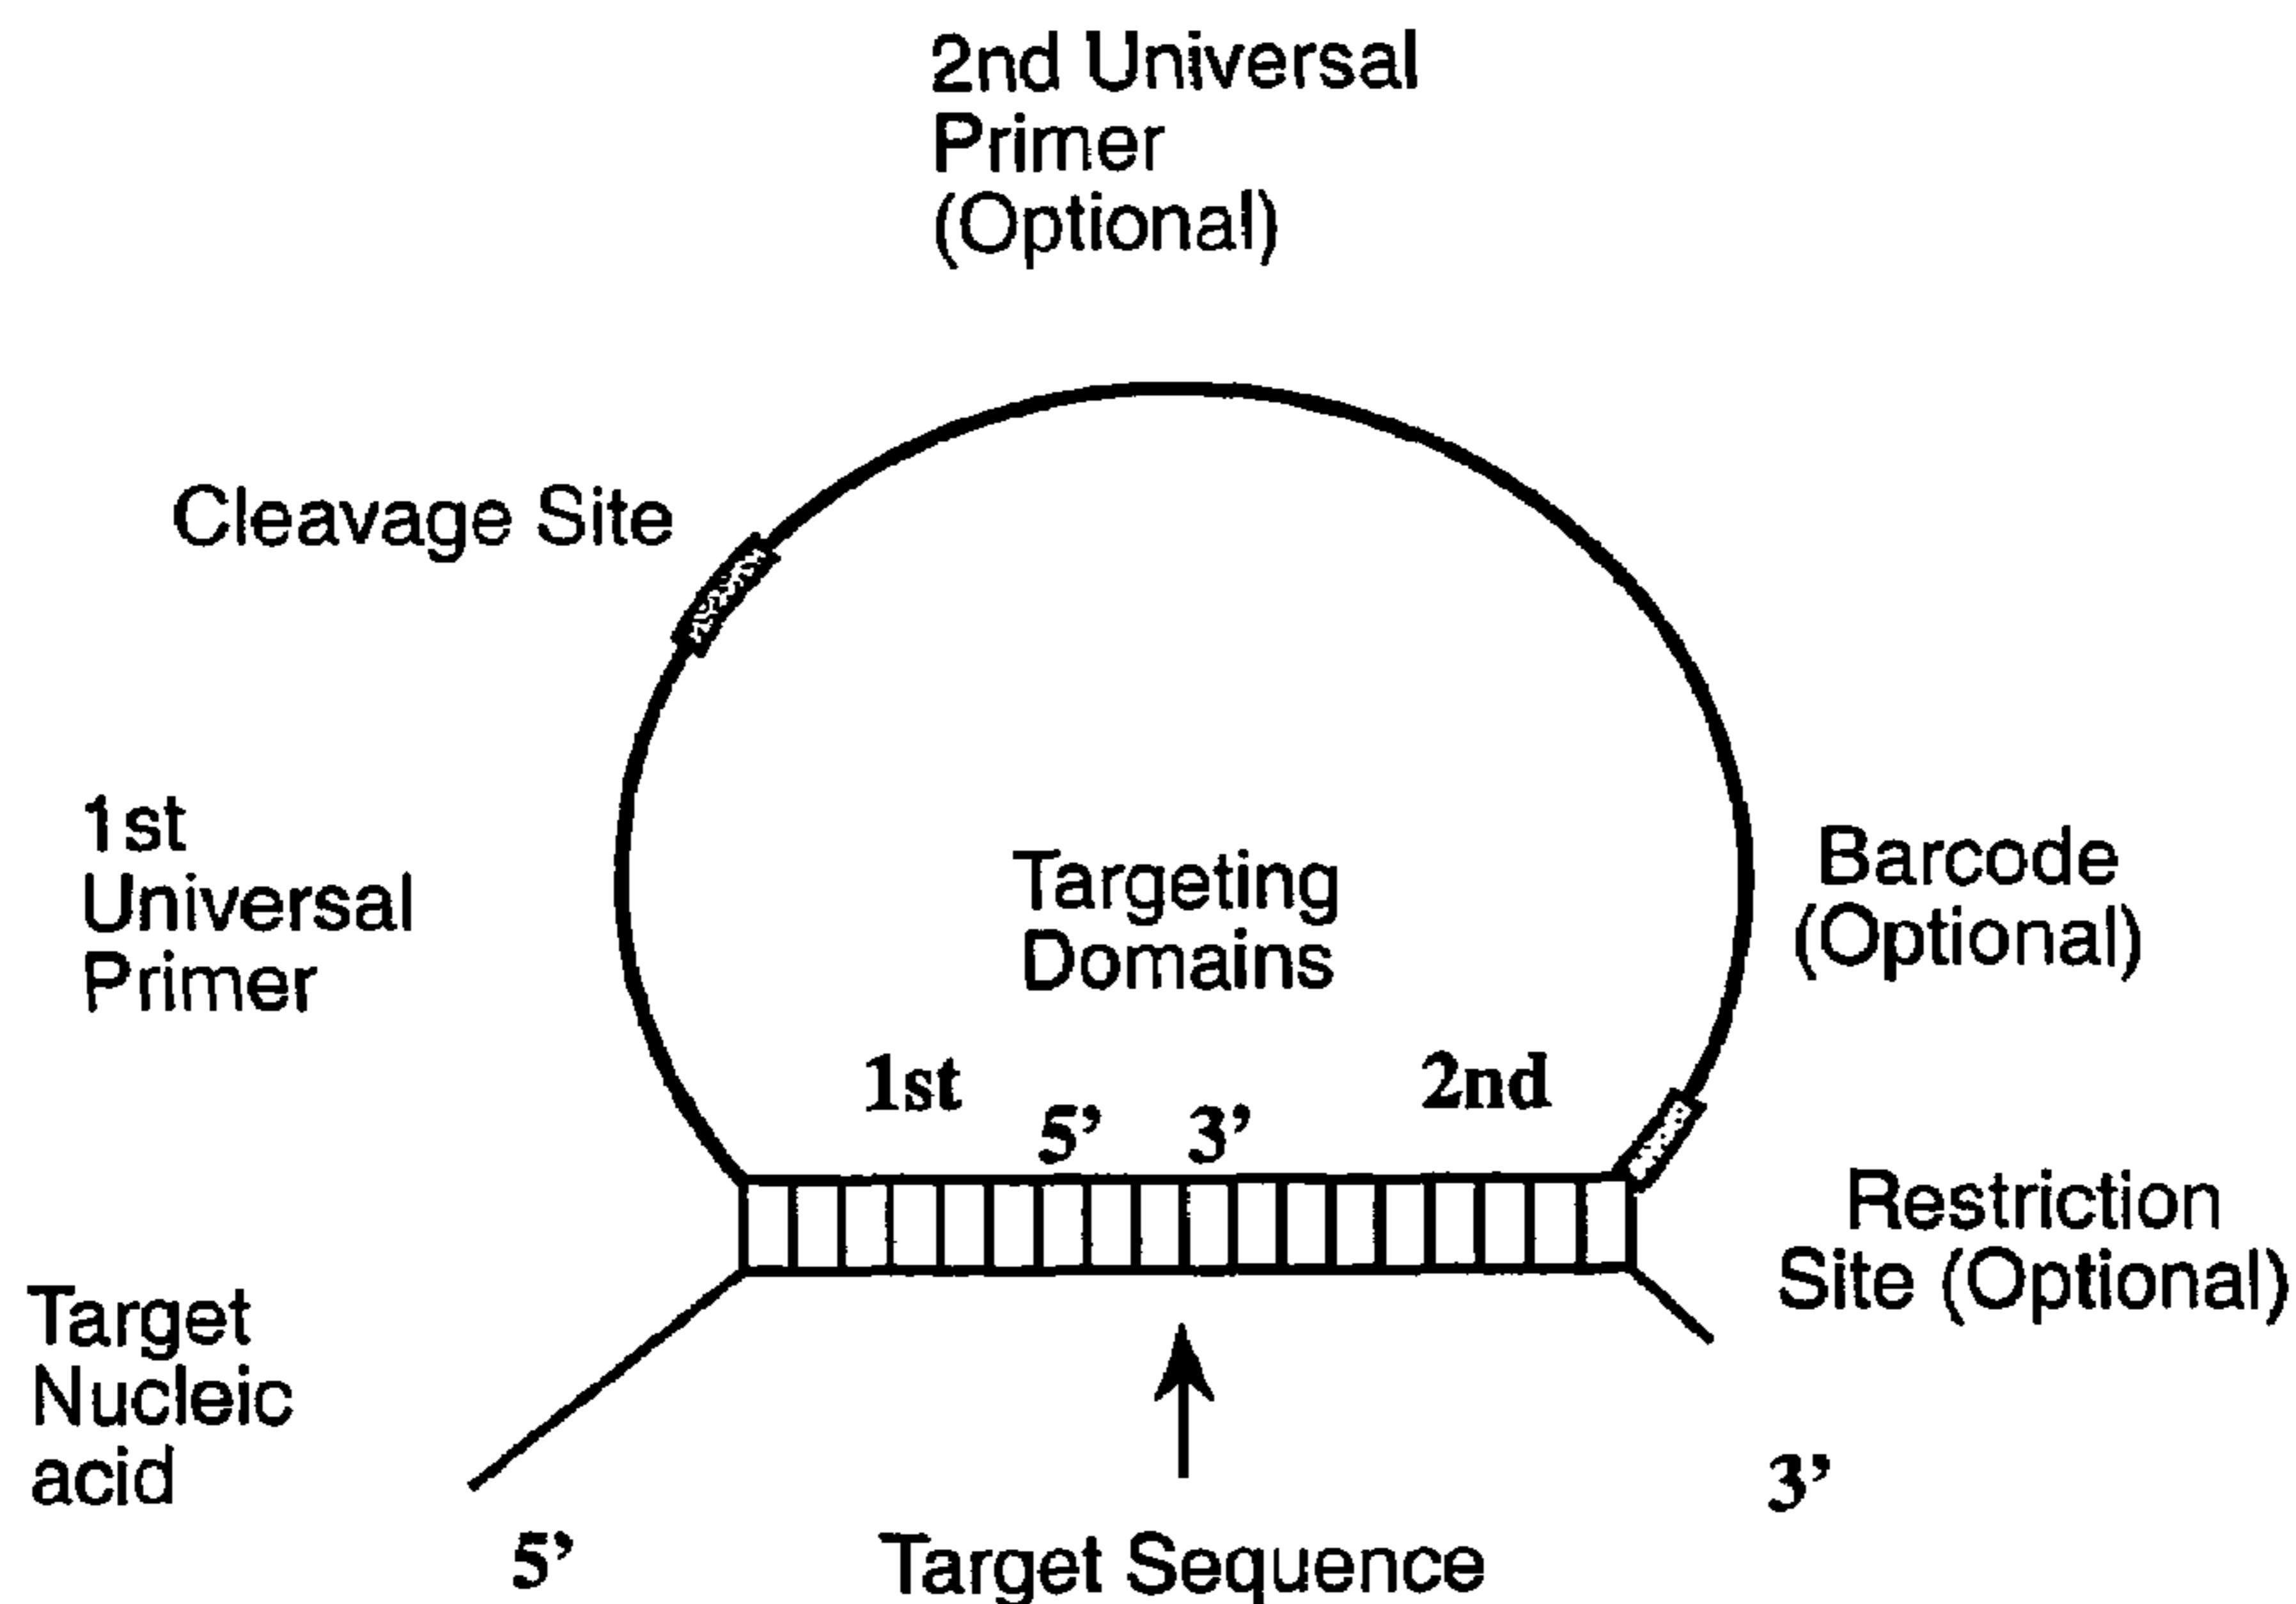 2nd Universal
Primer
(Optional)
Cleavage Site
1st
Universal
Primer
Targeting
Domains
Barcode
(Optional)
1st
2nd
5’
3’
Restriction
Site (Optional)
Target
Nucleic
acid
3’
5’
Target Sequence